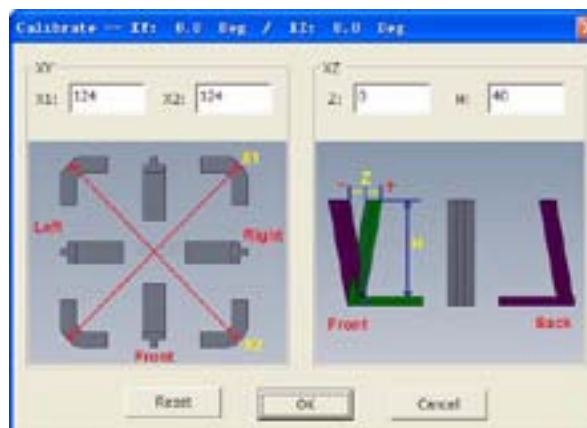 Calibrate -- XY: 0.0 Deg / XZ: 0.0 Deg
XY
X1: 124 X2: 124
XZ
Z: 0 H: 40
X1
Left
Right
X2
Front
- Z +
H
Front
Back
Reset
OK
Cancel